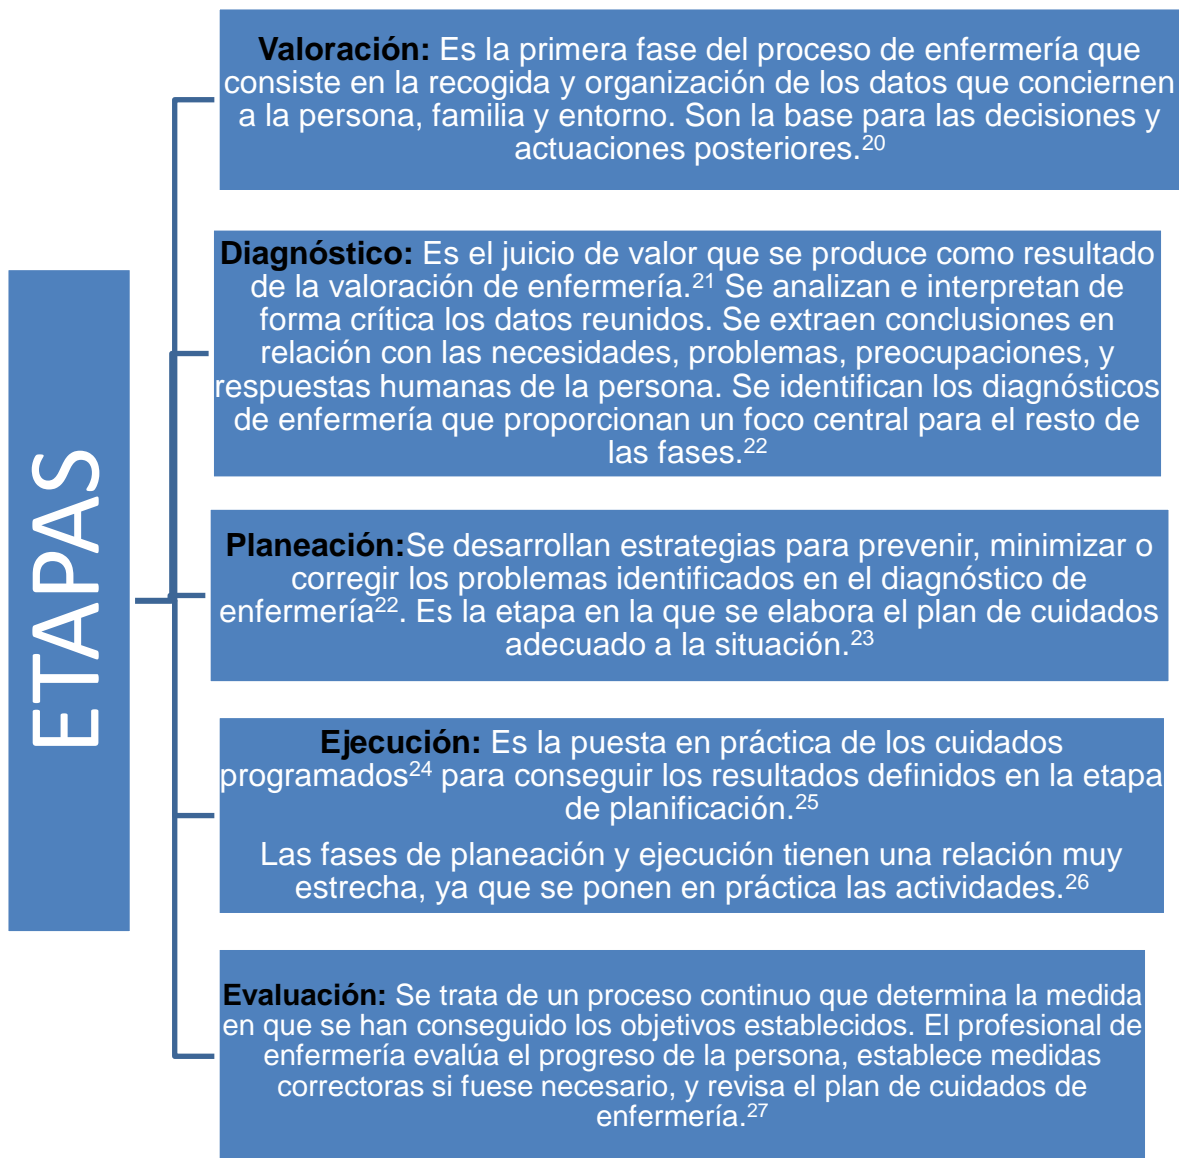 ETAPAS
Valoración: Es la primera fase del proceso de enfermería que
consiste en la recogida y organización de los datos que conciernen
a la persona, familia y entorno. Son la base para las decisiones y
actuaciones posteriores.20
Diagnóstico: Es el juicio de valor que se produce como resultado
de la valoración de enfermería.21 Se analizan e interpretan de
forma crítica los datos reunidos. Se extraen conclusiones en
relación con las necesidades, problemas, preocupaciones, y
respuestas humanas de la persona. Se identifican los diagnósticos
de enfermería que proporcionan un foco central para el resto de
las fases.22
Planeación:Se desarrollan estrategias para prevenir, minimizar o
corregir los problemas identificados en el diagnóstico de
enfermería22. Es la etapa en la que se elabora el plan de cuidados
adecuado a la situación.23
Ejecución: Es la puesta en práctica de los cuidados
programados24 para conseguir los resultados definidos en la etapa
de planificación.25
Las fases de planeación y ejecución tienen una relación muy
estrecha, ya que se ponen en práctica las actividades.26
Evaluación: Se trata de un proceso continuo que determina la medida
en que se han conseguido los objetivos establecidos. El profesional de
enfermería evalúa el progreso de la persona, establece medidas
correctoras si fuese necesario, y revisa el plan de cuidados de
enfermería.27